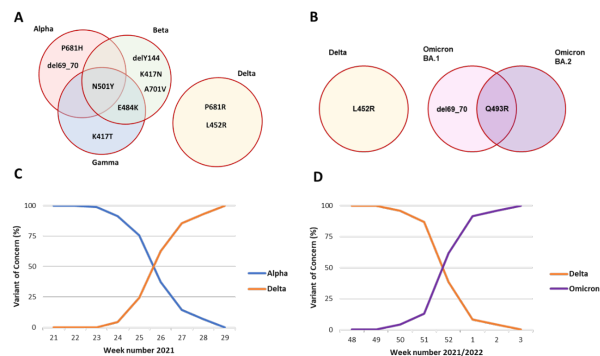 A
Alpha
Beta
P681H
del69_70
delY144
K417N
A701V
N501Y
E484K
K417T
Gamma
Delta
P681R
L452R
B
Delta
L452R
Omicron
BA.1
del69_70
Q493R
Omicron
BA.2
C
Variant of Concern (%)
100
75
50
25
0
21 22 23 24 25 26 27 28 29
Week number 2021
Alpha
Delta
D
Variant of Concern (%)
100
75
50
25
0
48 49 50 51 52 1 2 3
Week number 2021/2022
Delta
Omicron